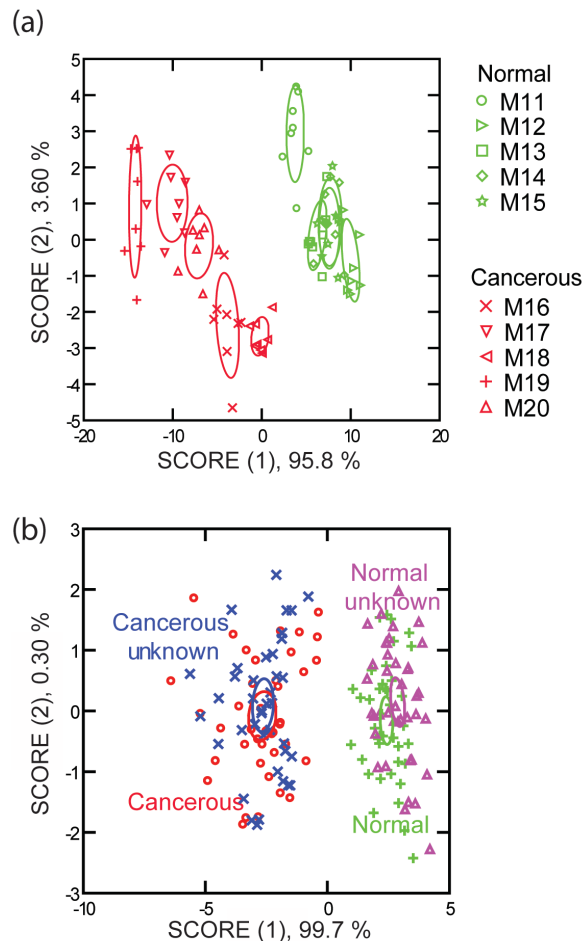 (a)
5
4
3
2
1
0
-1
-2
-3
-4
-5
-20
-10
0
10
20
SCORE (2), 3.60 %
SCORE (1), 95.8 %
Normal
M11
M12
M13
M14
M15
Cancerous
M16
M17
M18
M19
M20
(b)
3
2
1
0
-1
-2
-3
-5
0
5
SCORE (2), 0.30 %
SCORE (1), 99.7 %
Cancerous
unknown
Normal
unknown
Cancerous
Normal